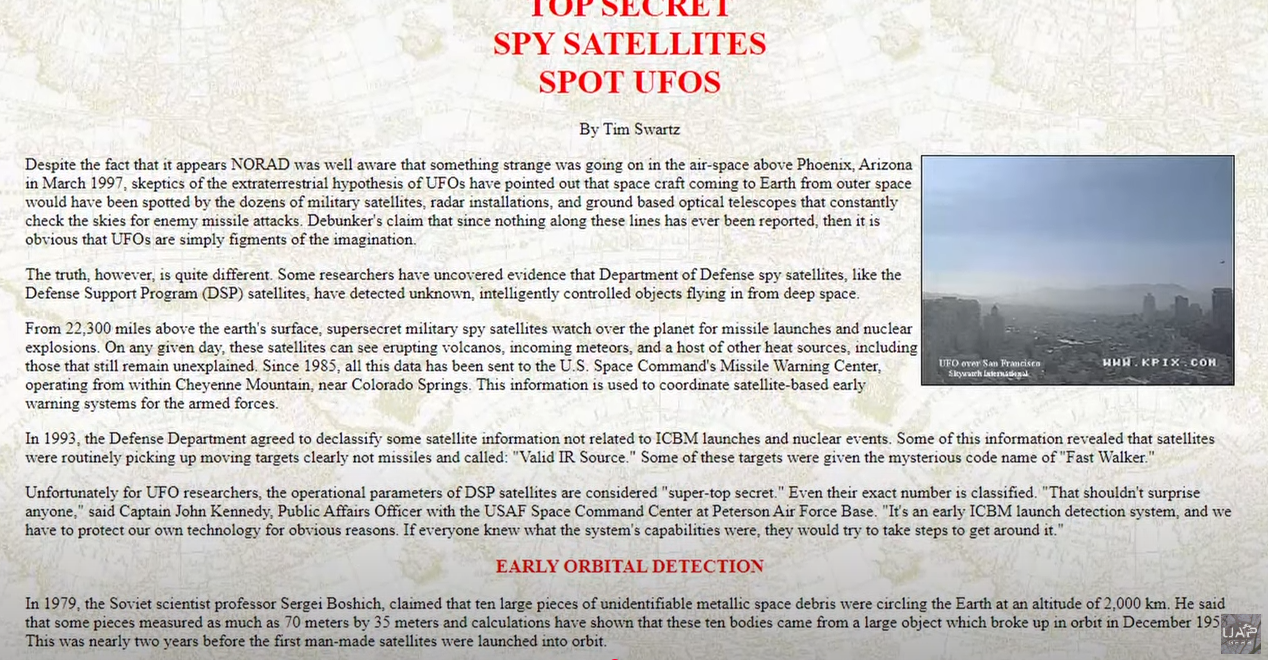 TOP SECRET
SPY SATELLITES
SPOT UFOS
By Tim Swartz
Despite the fact that it appears NORAD was well aware that something strange was going on in the air-space above Phoenix, Arizona
in March 1997, skeptics of the extraterrestrial hypothesis of UFOs have pointed out that space craft coming to Earth from outer space
would have been spotted by the dozens of military satellites, radar installations, and ground based optical telescopes that constantly
check the skies for enemy missile attacks. Debunker's claim that since nothing along these lines has ever been reported, then it is
obvious that UFOs are simply figments of the imagination.
The truth, however, is quite different. Some researchers have uncovered evidence that Department of Defense spy satellites, like the
Defense Support Program (DSP) satellites, have detected unknown, intelligently controlled objects flying in from deep space.
From 22,300 miles above the earth's surface, supersecret military spy satellites watch over the planet for missile launches and nuclear
explosions. On any given day, these satellites can see erupting volcanos, incoming meteors, and a host of other heat sources, including
those that still remain unexplained. Since 1985, all this data has been sent to the U.S. Space Command's Missile Warning Center,
operating from within Cheyenne Mountain, near Colorado Springs. This information is used to coordinate satellite-based early
warning systems for the armed forces.
UFO over San Francisco
Skywatch International
WWW.KPIX.COM
In 1993, the Defense Department agreed to declassify some satellite information not related to ICBM launches and nuclear events. Some of this information revealed that satellites
were routinely picking up moving targets clearly not missiles and called: "Valid IR Source." Some of these targets were given the mysterious code name of "Fast Walker."
Unfortunately for UFO researchers, the operational parameters of DSP satellites are considered "super-top secret." Even their exact number is classified. "That shouldn't surprise
anyone," said Captain John Kennedy, Public Affairs Officer with the USAF Space Command Center at Peterson Air Force Base. "It's an early ICBM launch detection system, and we
have to protect our own technology for obvious reasons. If everyone knew what the system's capabilities were, they would try to take steps to get around it."
EARLY ORBITAL DETECTION
In 1979, the Soviet scientist professor Sergei Boshich, claimed that ten large pieces of unidentifiable metallic space debris were circling the Earth at an altitude of 2,000 km. He said
that some pieces measured as much as 70 meters by 35 meters and calculations have shown that these ten bodies came from a large object which broke up in orbit in December 195
This was nearly two years before the first man-made satellites were launched into orbit.
UAP